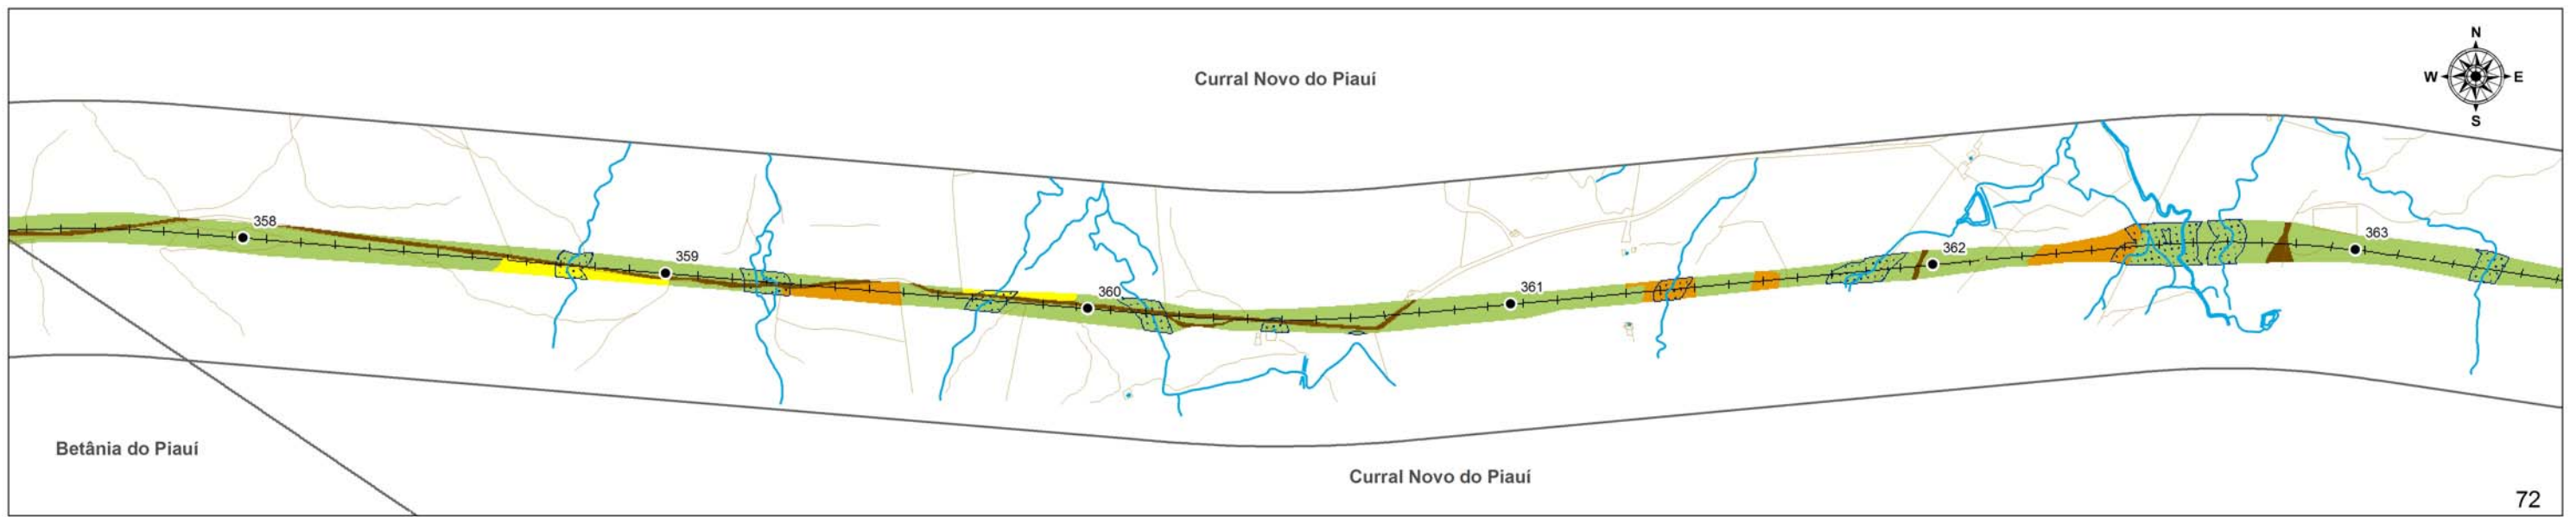 Curral Novo do Piauí
N
W E
S
358
359
360
361
362
363
Betânia do Piauí
Curral Novo do Piauí
72